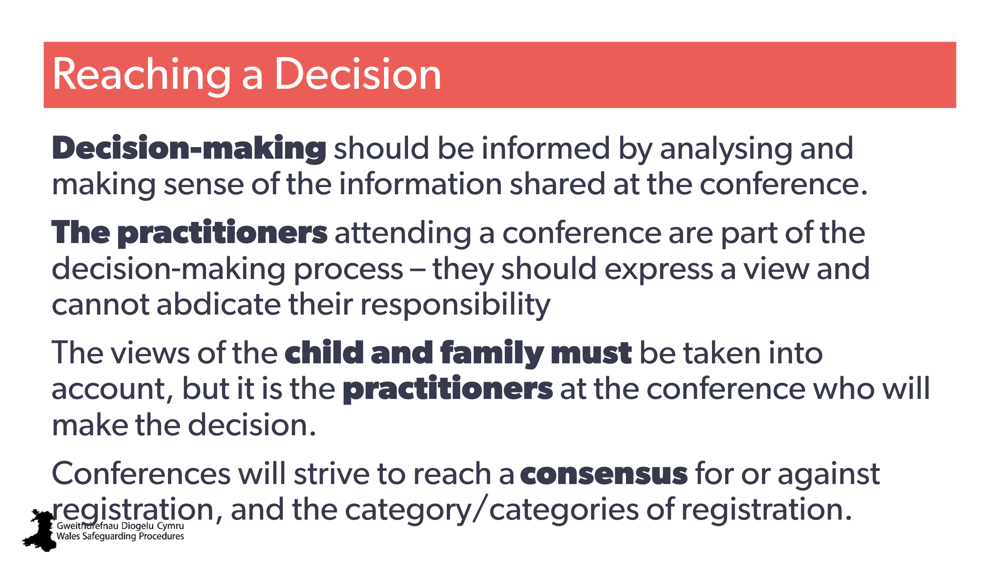 Reaching a Decision
Decision-making should be informed by analysing and
making sense of the information shared at the conference.
The practitioners attending a conference are part of the
decision-making process – they should express a view and
cannot abdicate their responsibility
The views of the child and family must be taken into
account, but it is the practitioners at the conference who will
make the decision.
Conferences will strive to reach a consensus for or against
registration, and the category/categories of registration.
Gweithdrefnau Diogelu Cymru
Wales Safeguarding Procedures